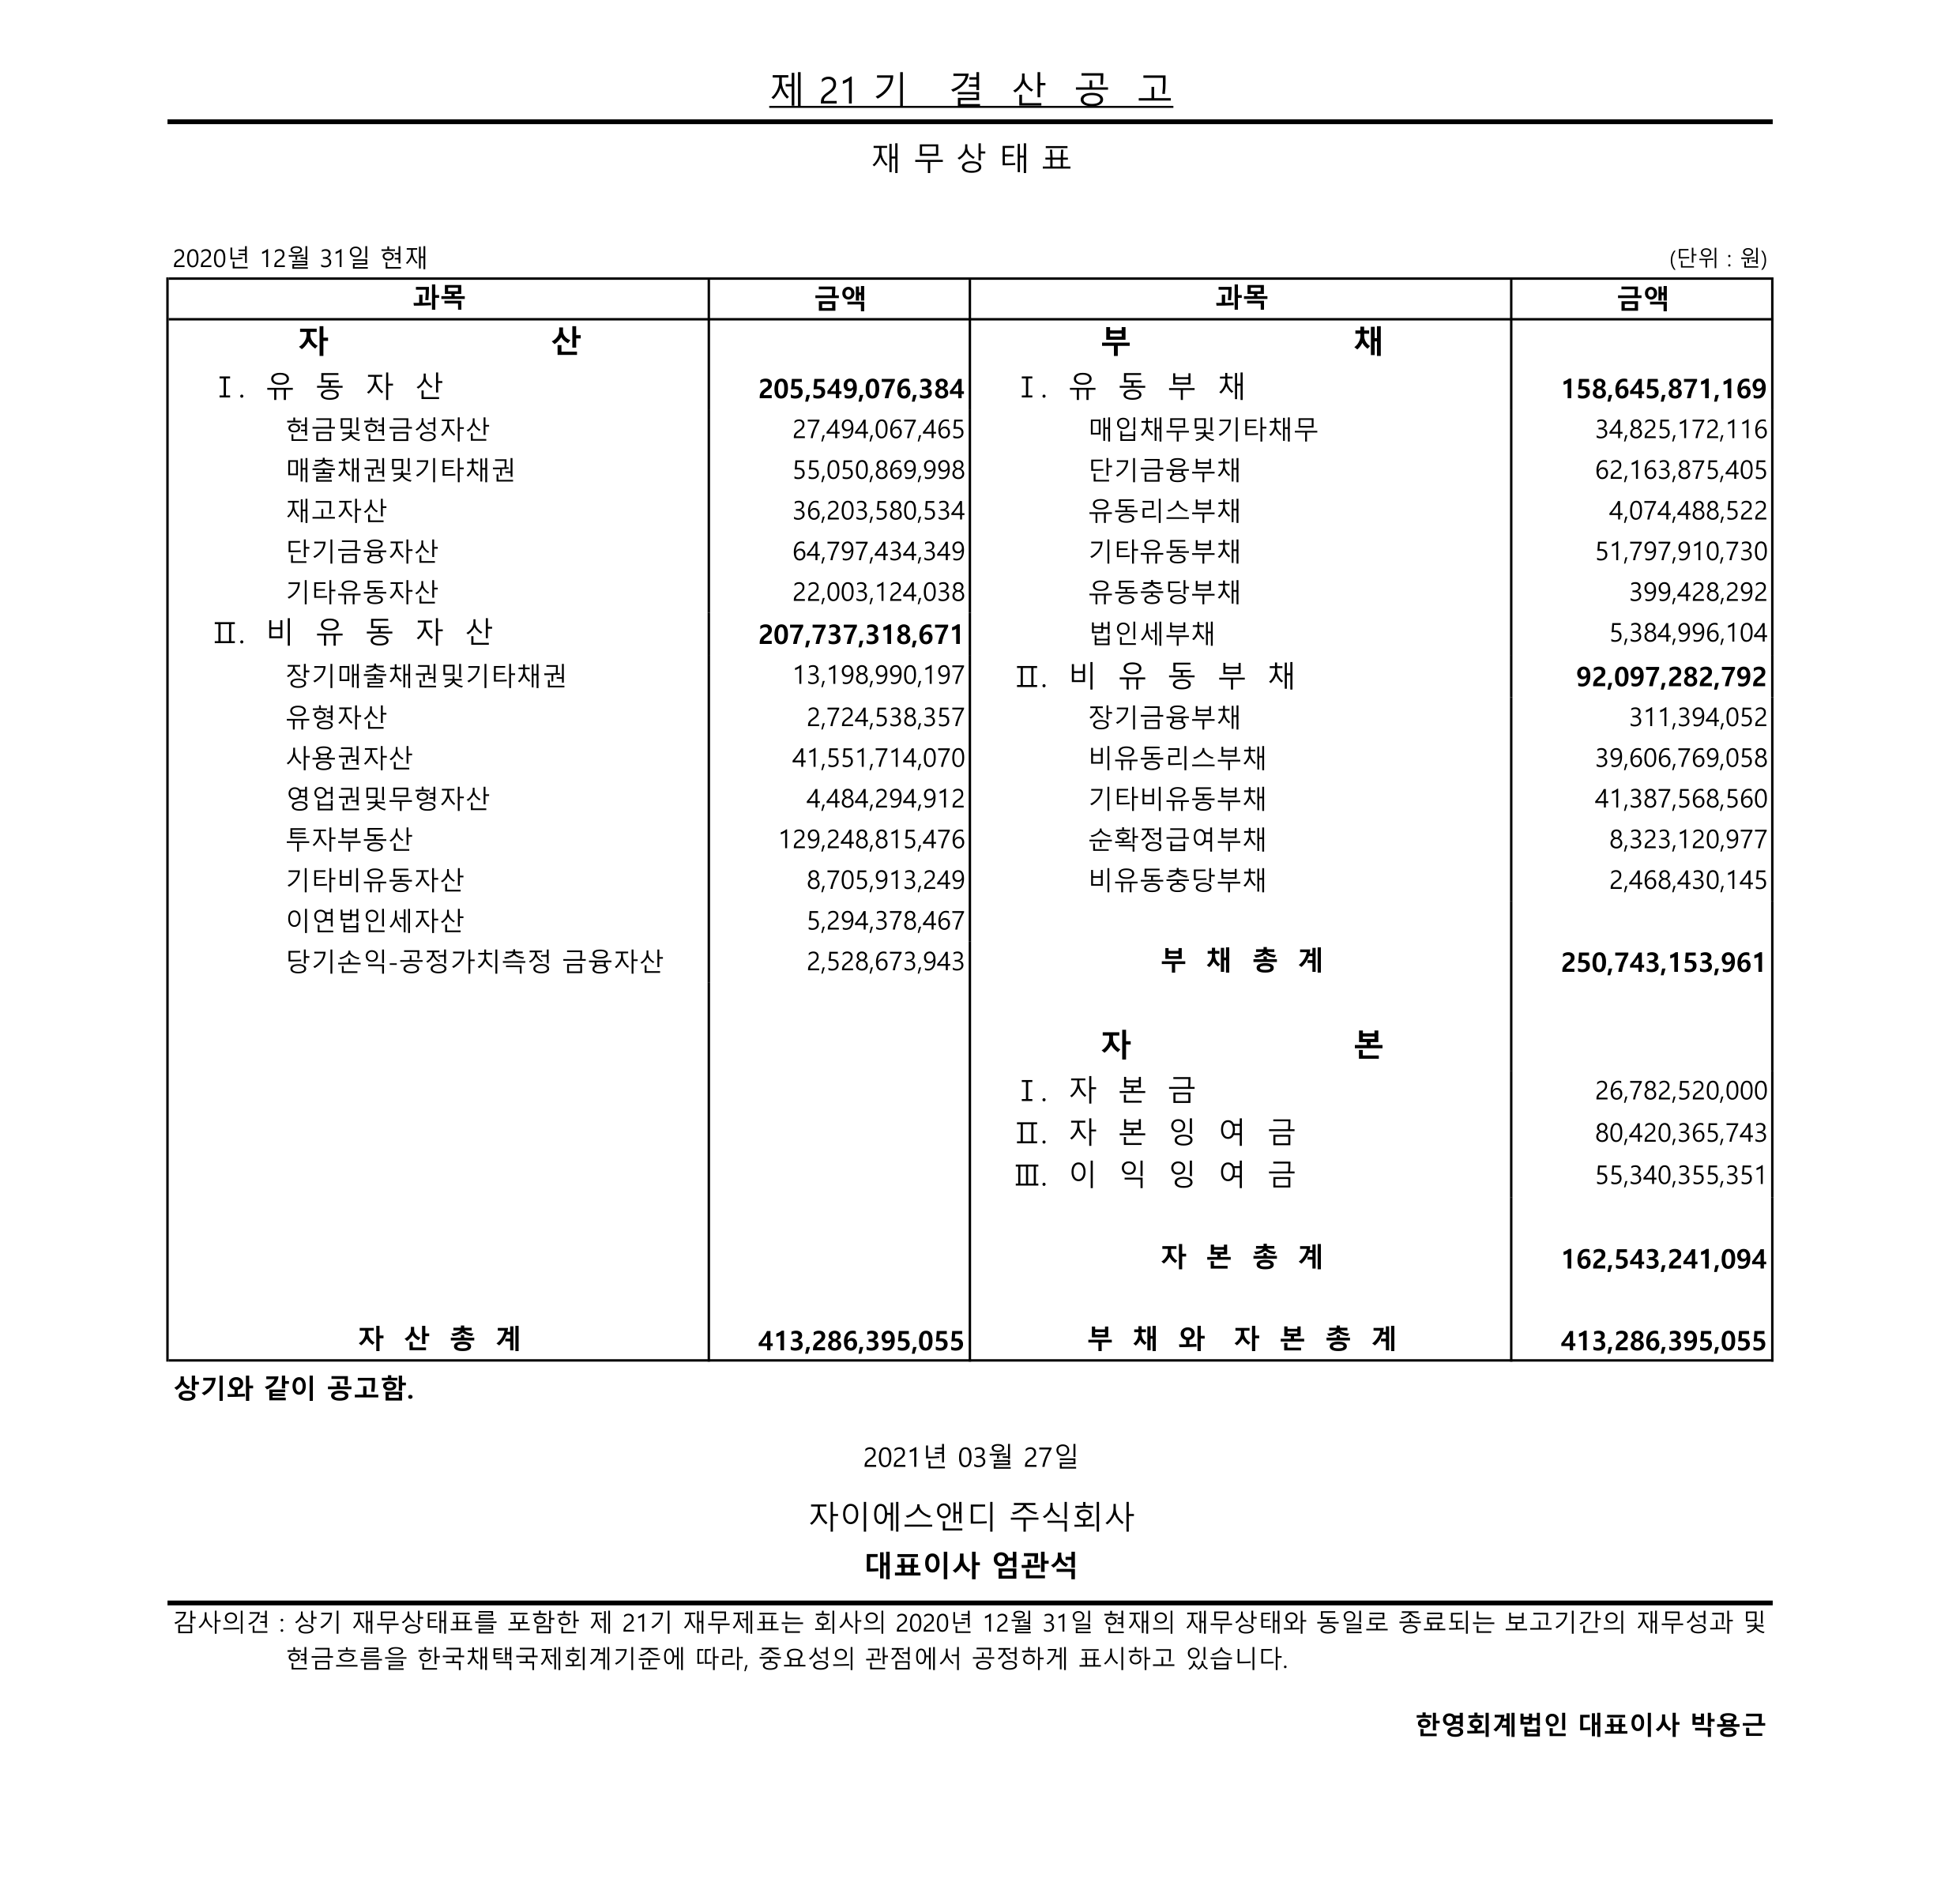 제 21 기 결 산 공 고
재 무 상 태 표
2020년 12월 31일 현재 (단위 : 원)
과목 금액 과목 금액
자 산 부 채
Ⅰ. 유 동 자 산 205,549,076,384 Ⅰ. 유 동 부 채 158,645,871,169
현금및현금성자산 27,494,067,465 매입채무및기타채무 34,825,172,116
매출채권및기타채권 55,050,869,998 단기금융부채 62,163,875,405
재고자산 36,203,580,534 유동리스부채 4,074,488,522
단기금융자산 64,797,434,349 기타유동부채 51,797,910,730
기타유동자산 22,003,124,038 유동충당부채 399,428,292
Ⅱ. 비 유 동 자 산 207,737,318,671 법인세부채 5,384,996,104
장기매출채권및기타채권 13,198,990,197 Ⅱ. 비 유 동 부 채 92,097,282,792
유형자산 2,724,538,357 장기금융부채 311,394,052
사용권자산 41,551,714,070 비유동리스부채 39,606,769,058
영업권및무형자산 4,484,294,912 기타비유동부채 41,387,568,560
투자부동산 129,248,815,476 순확정급여부채 8,323,120,977
기타비유동자산 8,705,913,249 비유동충당부채 2,468,430,145
이연법인세자산 5,294,378,467
당기손익-공정가치측정 금융자산 2,528,673,943 부 채 총 계 250,743,153,961
자 본
Ⅰ. 자 본 금 26,782,520,000
Ⅱ. 자 본 잉 여 금 80,420,365,743
Ⅲ. 이 익 잉 여 금 55,340,355,351
자 본 총 계 162,543,241,094
자 산 총 계 413,286,395,055 부 채 와 자 본 총 계 413,286,395,055
상기와 같이 공고함.
2021년 03월 27일
자이에스앤디 주식회사
대표이사 엄관석
감사의견 : 상기 재무상태표를 포함한 제 21기 재무제표는 회사의 2020년 12월 31일 현재의 재무상태와 동일로 종료되는 보고기간의 재무성과 및
현금흐름을 한국채택국제회계기준에 따라, 중요성의 관점에서 공정하게 표시하고 있습니다.
한영회계법인 대표이사 박용근